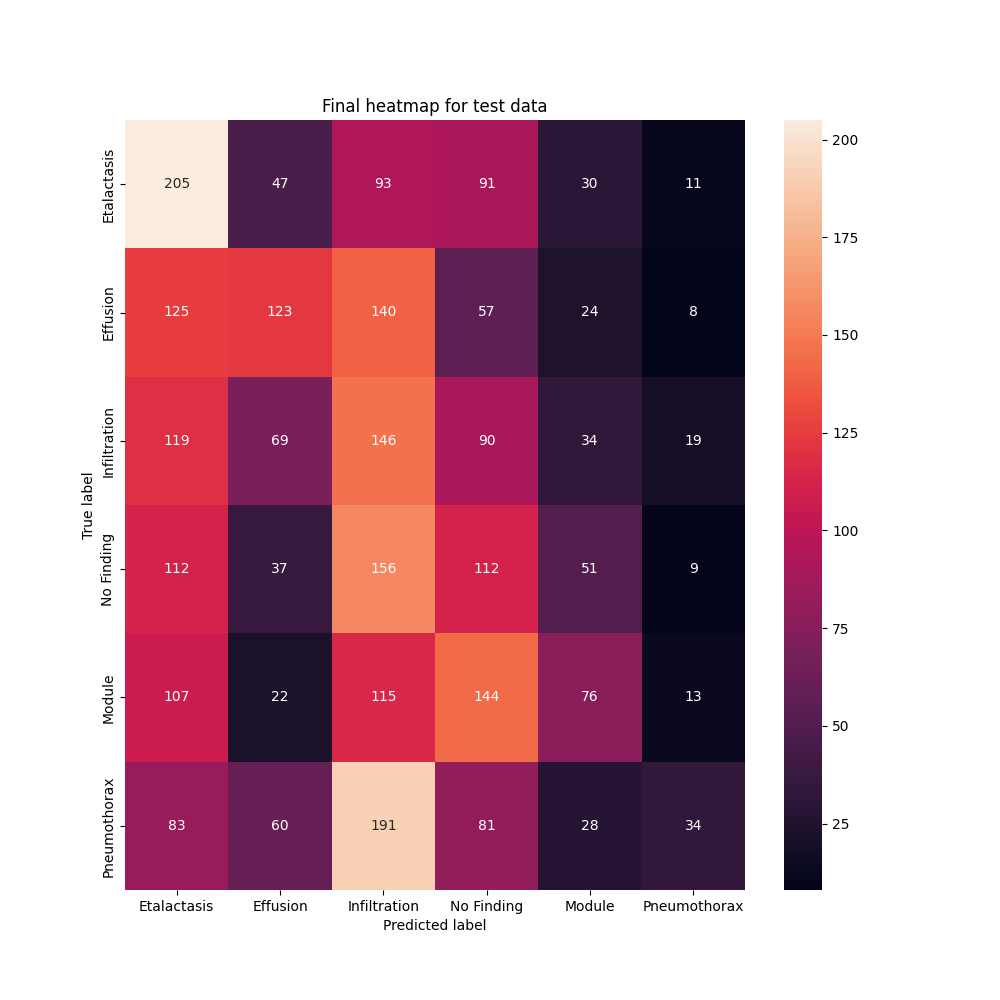 Final heatmap for test data
True label
Etalactasis 205 47 93 91 30 11
Effusion 125 123 140 57 24 8
Infiltration 119 69 146 90 34 19
No Finding 112 37 156 112 51 9
Module 107 22 115 144 76 13
Pneumothorax 83 60 191 81 28 34
Etalactasis Effusion Infiltration No Finding Module Pneumothorax
Predicted label
200
175
150
125
100
75
50
25